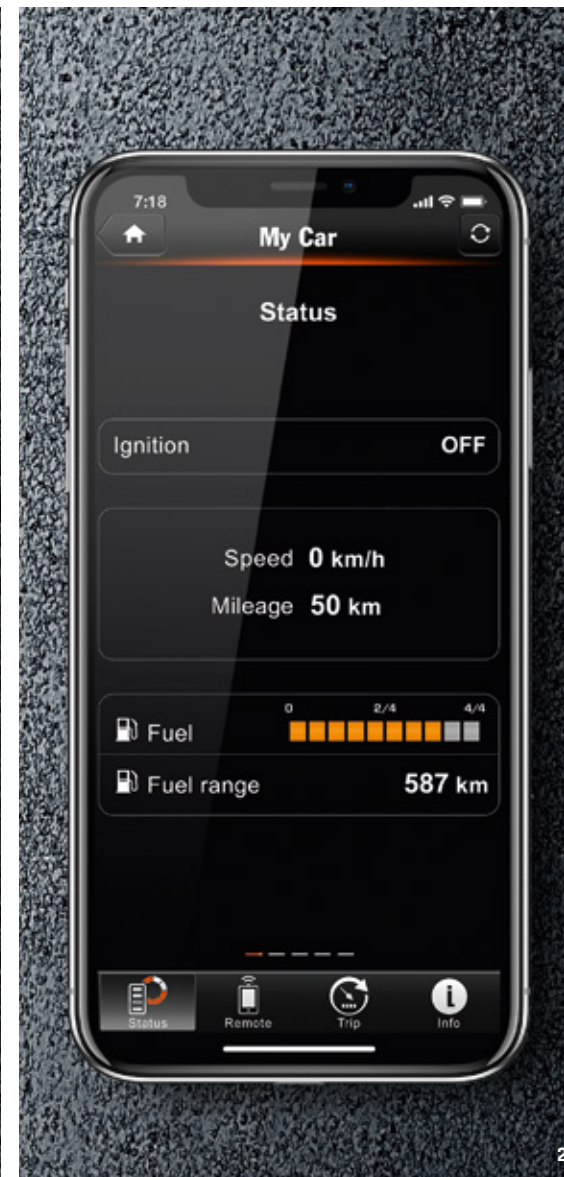 7:18
My Car
Status
Ignition OFF
Speed 0 km/h
Mileage 50 km
0 2/4 4/4
Fuel
Fuel range 587 km
Status Remote Trip Info
2